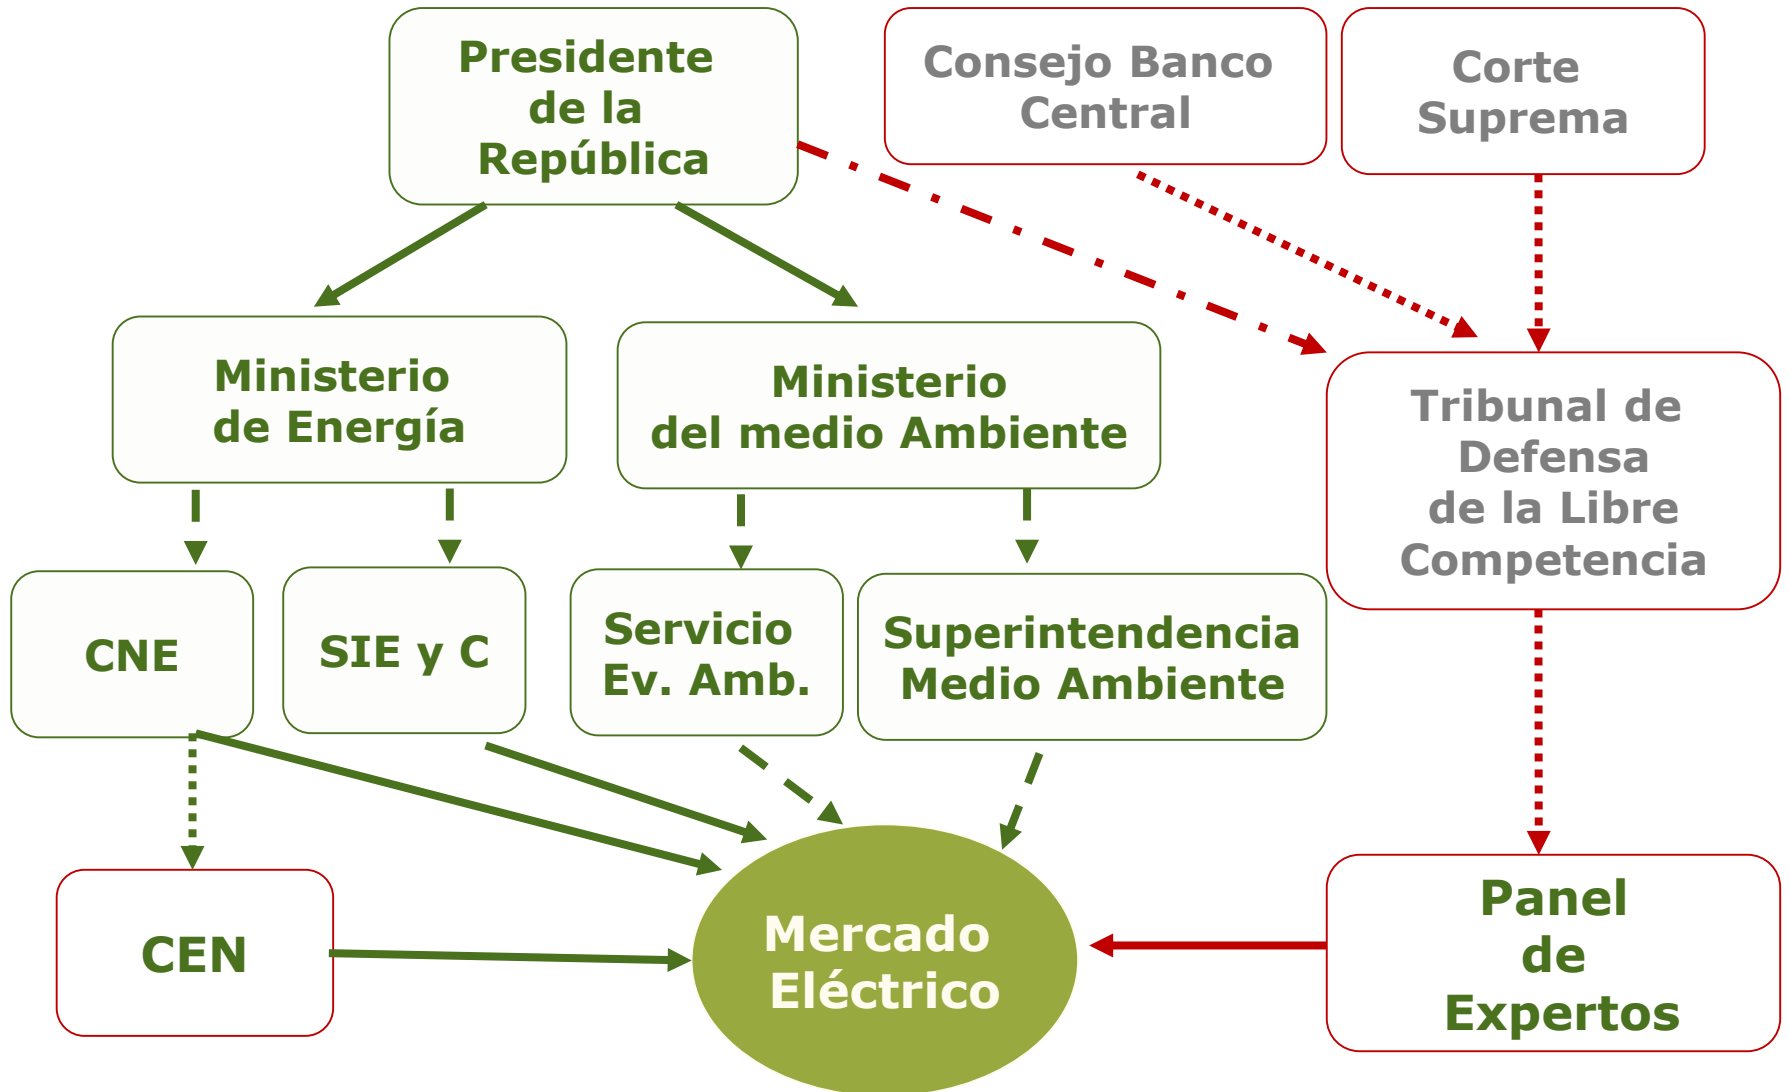 Presidente
de la
República
Consejo Banco
Central
Corte
Suprema
Ministerio
de Energía
Ministerio
del medio Ambiente
Tribunal de
Defensa
de la Libre
Competencia
CNE
SIE y C
Servicio
Ev. Amb.
Superintendencia
Medio Ambiente
CEN
Mercado
Eléctrico
Panel
de
Expertos